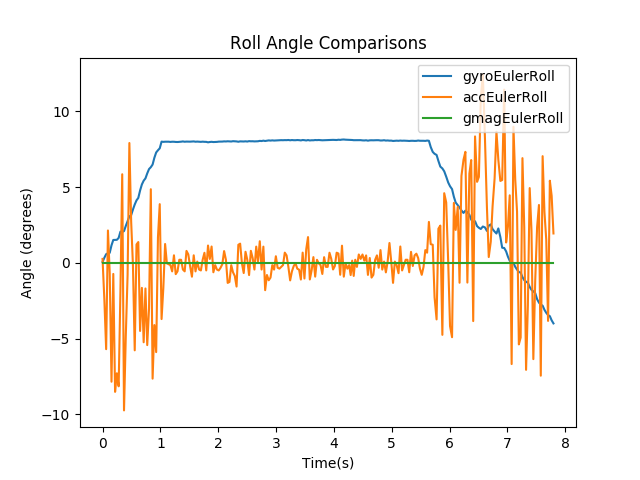 Roll Angle Comparisons
gyroEulerRoll
accEulerRoll
gmagEulerRoll
Angle (degrees)
10
5
0
−5
−10
0 1 2 3 4 5 6 7 8
Time(s)